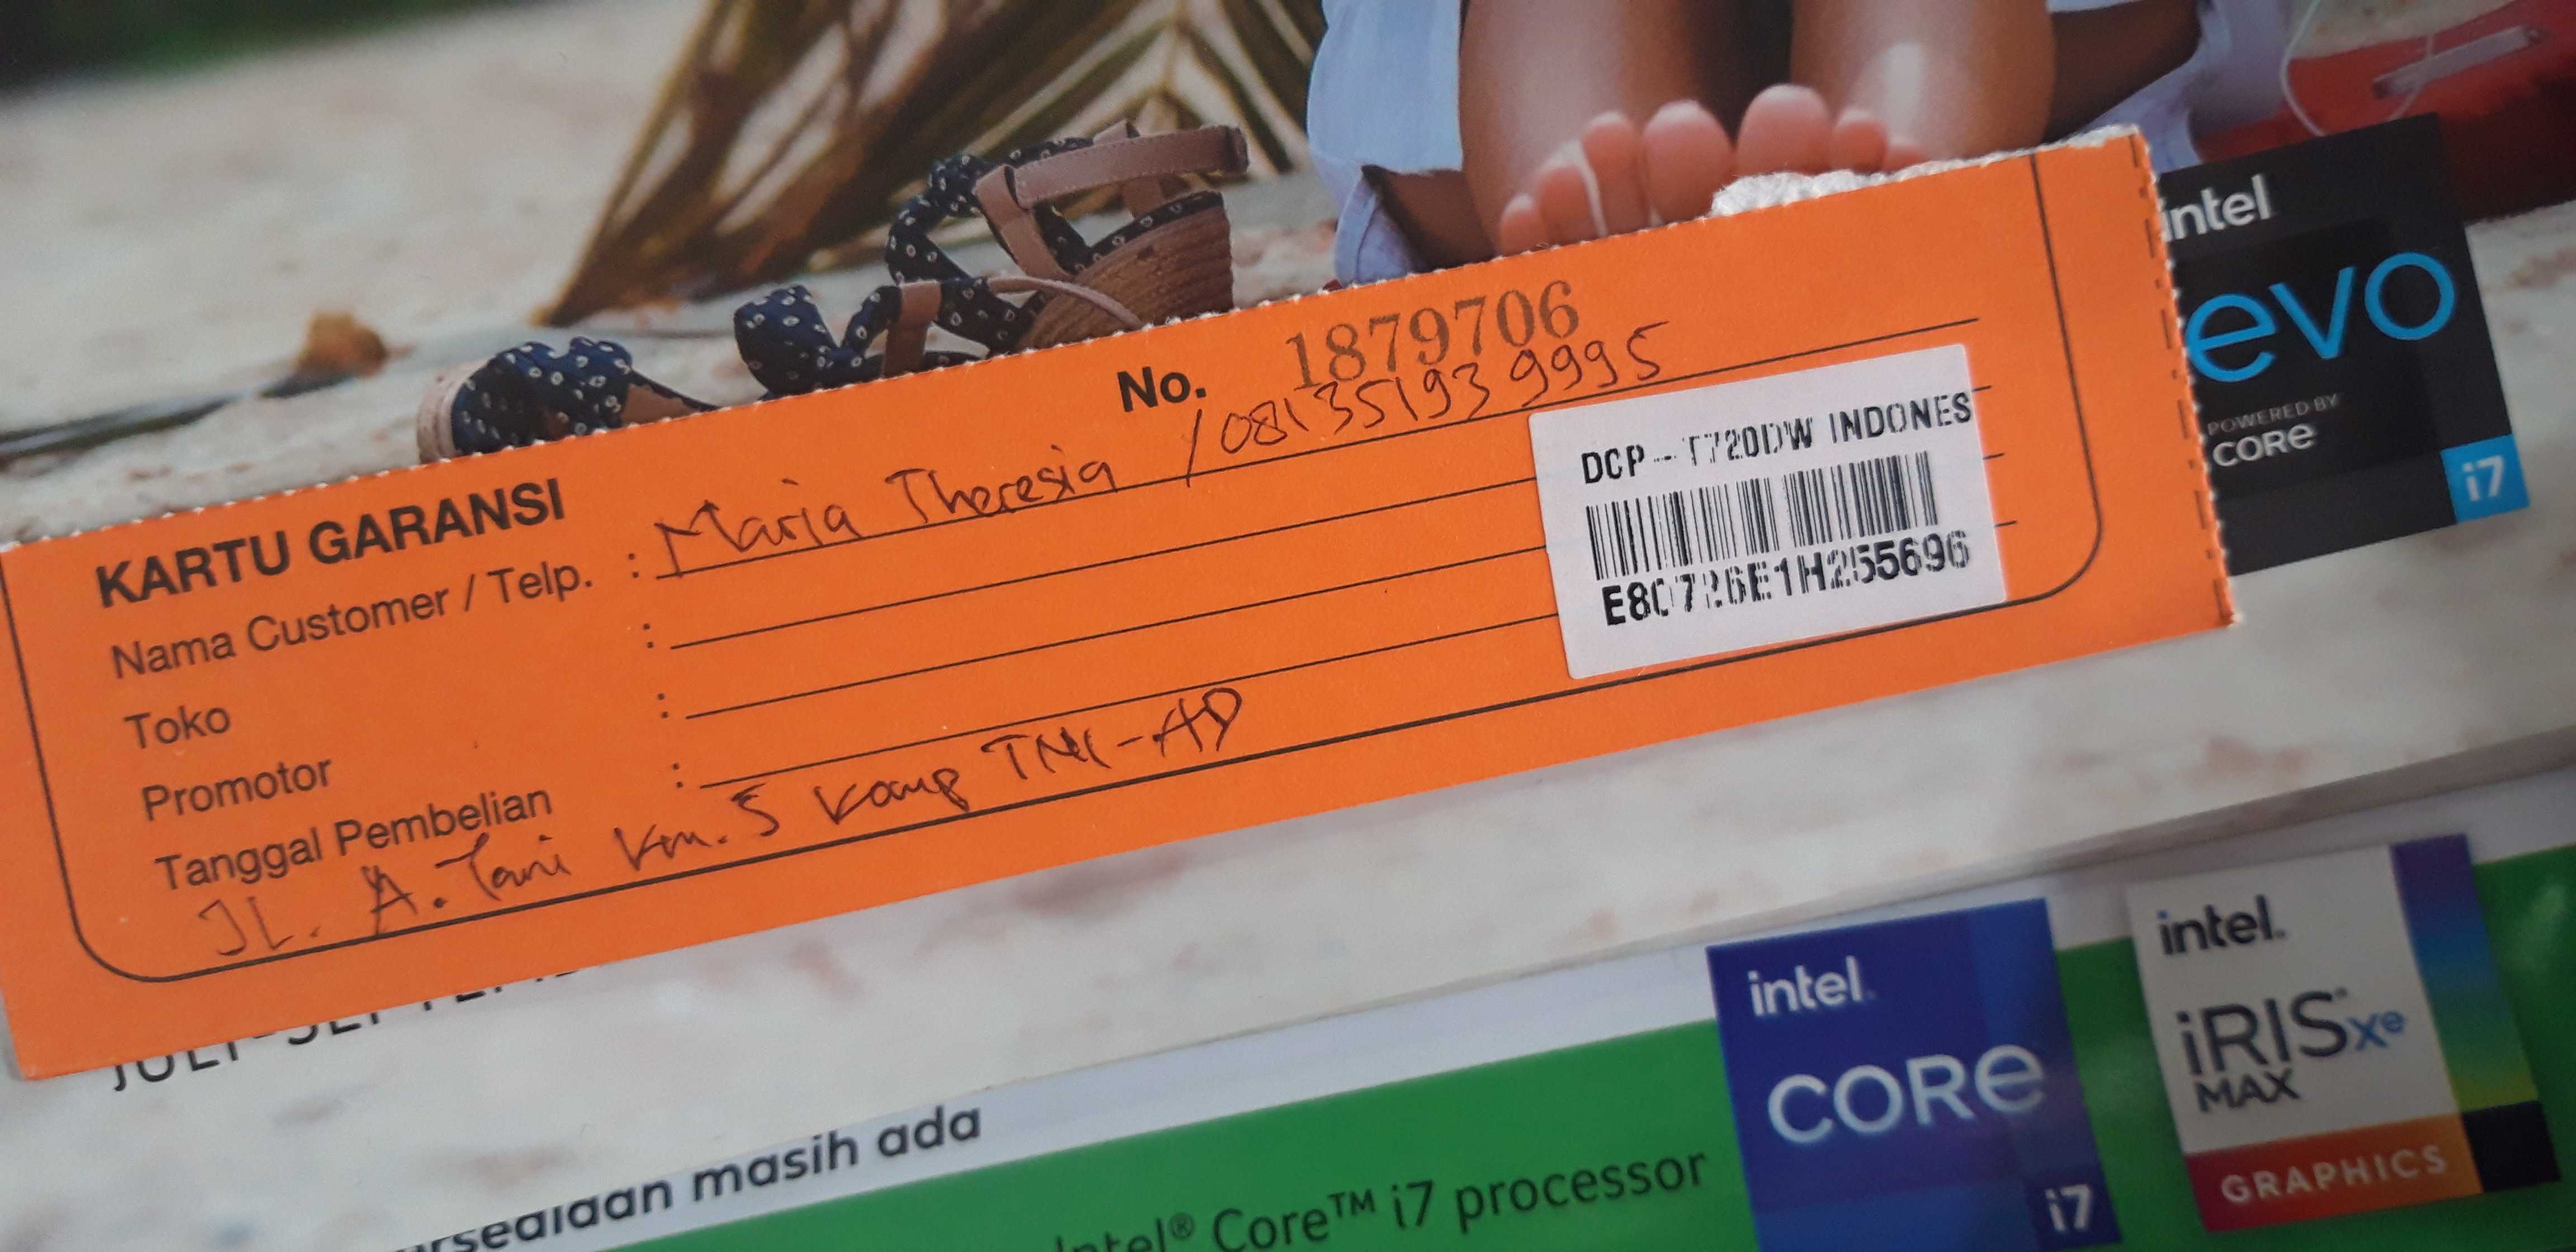 No. 1879706
KARTU GARANSI
Nama Customer / Telp. : Maria Theresia / 081351939995
Toko :
Promotor :
Tanggal Pembelian :
JL. A. Yani Km. 5 Komp TNI-AD
DCP-T720DW INDONES
E80726E1H255696
intel
evo
POWERED BY
CORe
i7
masih ada
Core™ i7 processor
intel
CORe
i7
intel.
iRIS Xe
MAX
GRAPHICS